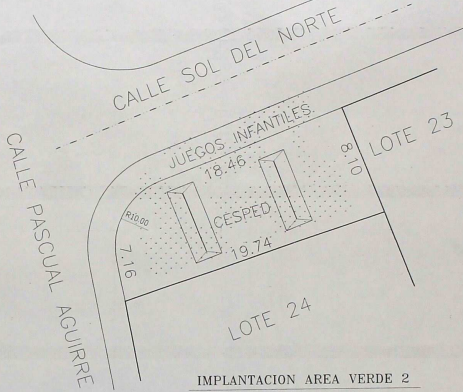 CALLE SOL DEL NORTE
CALLE PASCUAL AGUIRRE
JUEGOS INFANTILES
18.46
LOTE 23
8.10
R10.00
CESPED
7.16
19.74
LOTE 24
IMPLANTACION AREA VERDE 2